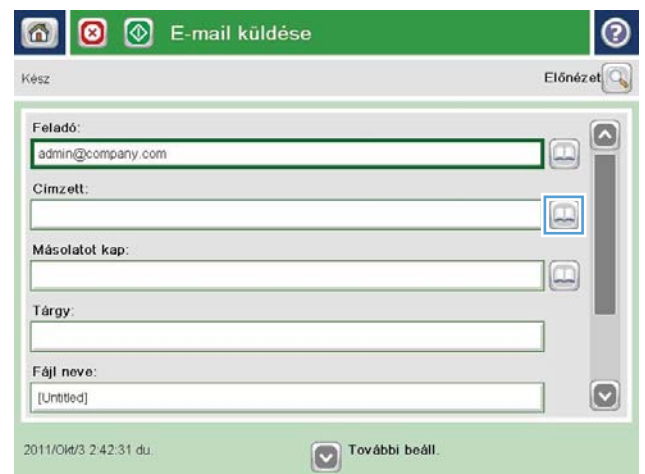 E-mail küldése
Kész Előnézet
Feladó:
admin@company.com
Címzett:
Másolatot kap:
Tárgy:
Fájl neve:
[Untitled]
2011/Okt/3 2:42:31 du. További beáll.